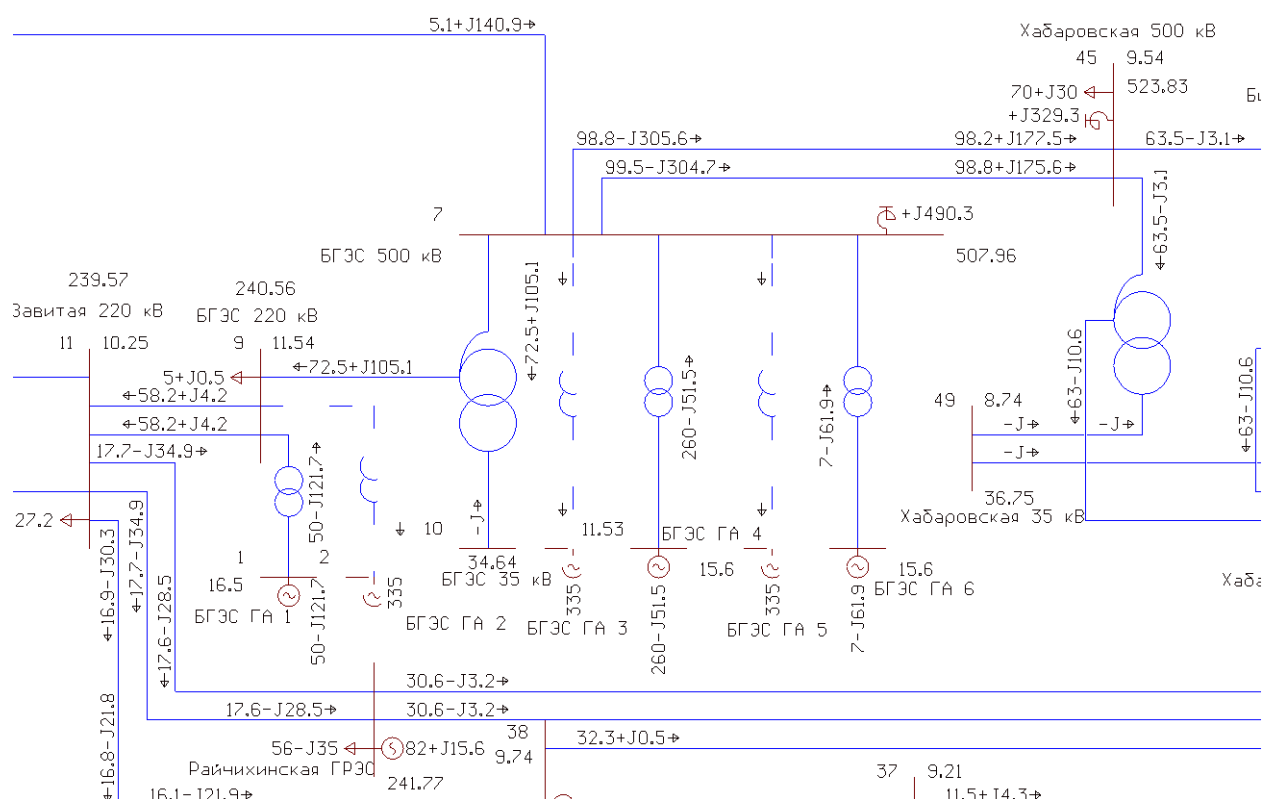 5.1+J140.9
Хабаровская 500 кВ
45 9.54
70+J30
523.83
+J329.3
98.8-J305.6
98.2+J177.5
63.5-J3.1
99.5-J304.7
98.8+J175.6
63.5-J3.1
7
+J490.3
БГЭС 500 кВ
507.96
239.57
240.56
Завитая 220 кВ
БГЭС 220 кВ
72.5+J105.1
11 10.25
9 11.54
5+J0.5
72.5+J105.1
58.2+J4.2
58.2+J4.2
17.7-J34.9
50-J121.7
260-J51.5
7-J61.9
63-J10.6
63-J10.6
49 8.74
-J
-J
-J
36.75
Хабаровская 35 кВ
27.2
16.9-J30.3
17.7-J34.9
17.6-J28.5
-J
10
11.53
БГЭС ГА 4
1
2
16.5
34.64
БГЭС 35 кВ
15.6
15.6
335
335
335
БГЭС ГА 1
50-J121.7
БГЭС ГА 2
БГЭС ГА 3
260-J51.5
БГЭС ГА 5
7-J61.9
БГЭС ГА 6
Хаба
30.6-J3.2
17.6-J28.5
30.6-J3.2
16.8-J21.8
38
32.3+J0.5
56-J35
82+J15.6
9.74
Райчихинская ГРЭС
241.77
37 9.21
16.1-J21.9
11.5+J4.3